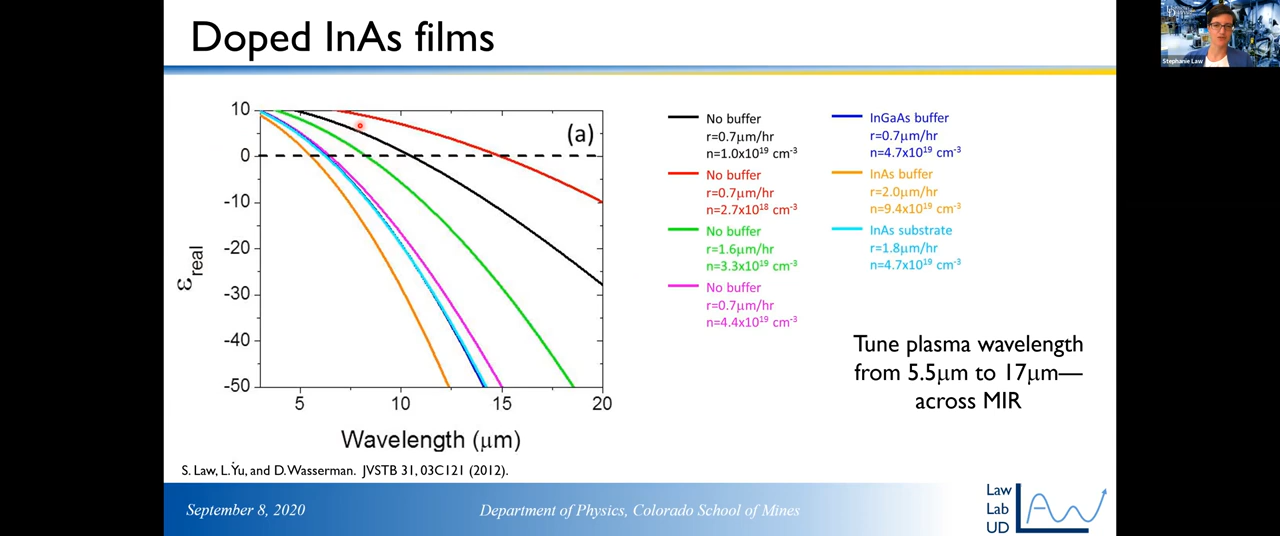 Doped InAs films
Stephanie Law
10
0
-10
-20
-30
-40
-50
εreal
(a)
5
10
15
20
Wavelength (μm)
No buffer
r=0.7μm/hr
n=1.0x10¹⁹ cm⁻³
No buffer
r=0.7μm/hr
n=2.7x10¹⁸ cm⁻³
No buffer
r=1.6μm/hr
n=3.3x10¹⁹ cm⁻³
No buffer
r=0.7μm/hr
n=4.4x10¹⁹ cm⁻³
InGaAs buffer
r=0.7μm/hr
n=4.7x10¹⁹ cm⁻³
InAs buffer
r=2.0μm/hr
n=9.4x10¹⁹ cm⁻³
InAs substrate
r=1.8μm/hr
n=4.7x10¹⁹ cm⁻³
Tune plasma wavelength
from 5.5μm to 17μm—
across MIR
S. Law, L. Yu, and D. Wasserman. JVSTB 31, 03C121 (2012).
September 8, 2020
Department of Physics, Colorado School of Mines
Law
Lab
UD